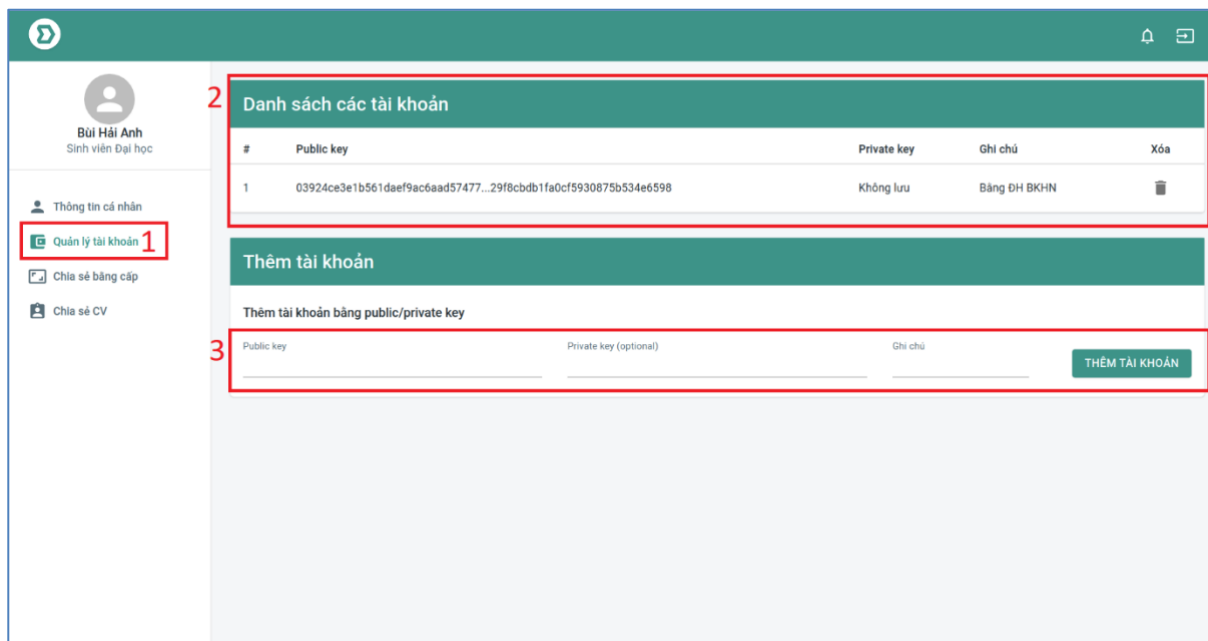 Bùi Hải Anh
Sinh viên Đại học
Thông tin cá nhân
Quản lý tài khoản 1
Chia sẻ bằng cấp
Chia sẻ CV
2
Danh sách các tài khoản
# Public key Private key Ghi chú Xóa
1 03924ce3e1b561daef9ac6aad57477...29f8cbdb1fa0cf5930875b534e6598 Không lưu Bằng ĐH BKHN
Thêm tài khoản
Thêm tài khoản bằng public/private key
3
Public key Private key (optional) Ghi chú
THÊM TÀI KHOẢN